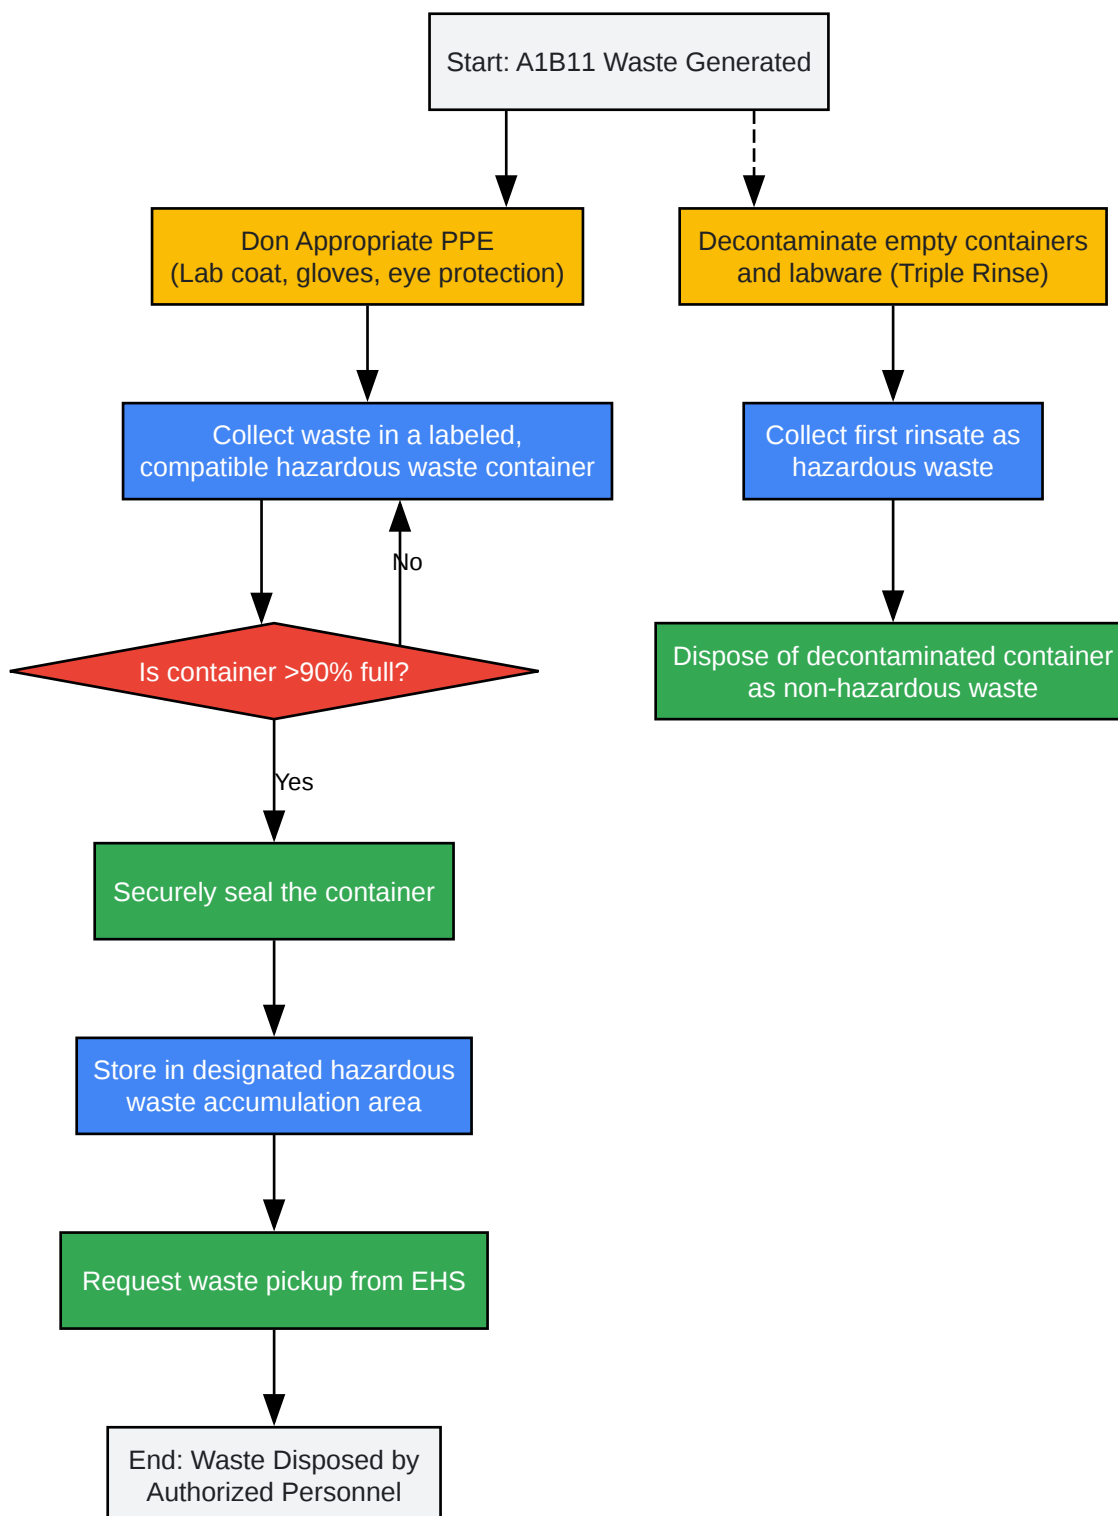 Start: A1B11 Waste Generated
Don Appropriate PPE
(Lab coat, gloves, eye protection)
Decontaminate empty containers
and labware (Triple Rinse)
Collect waste in a labeled,
compatible hazardous waste container
Collect first rinsate as
hazardous waste
No
Is container >90% full?
Dispose of decontaminated container
as non-hazardous waste
Yes
Securely seal the container
Store in designated hazardous
waste accumulation area
Request waste pickup from EHS
End: Waste Disposed by
Authorized Personnel